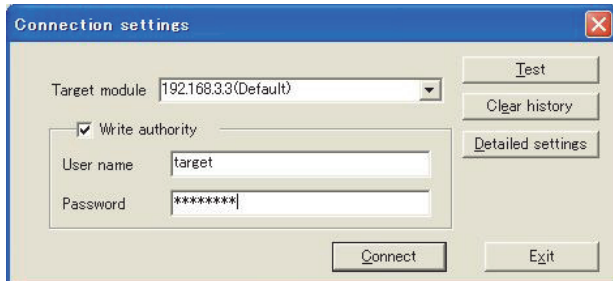 Connection settings
Target module 192.168.3.3(Default)
Write authority
User name target
Password ********
Test
Clear history
Detailed settings
Connect
Exit